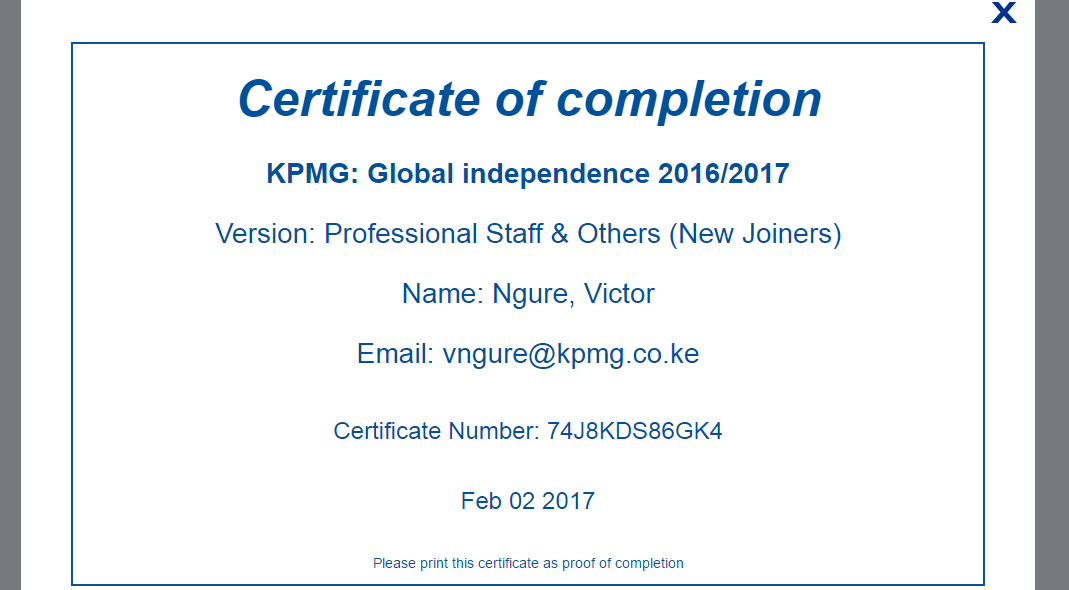 X
Certificate of completion
KPMG: Global independence 2016/2017
Version: Professional Staff & Others (New Joiners)
Name: Ngure, Victor
Email: vngure@kpmg.co.ke
Certificate Number: 74J8KDS86GK4
Feb 02 2017
Please print this certificate as proof of completion